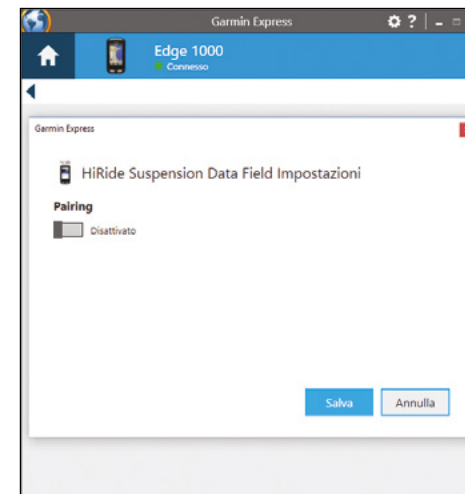 Garmin Express
Edge 1000
Connesso
Garmin Express
HiRide Suspension Data Field Impostazioni
Pairing
Disattivato
Salva
Annulla